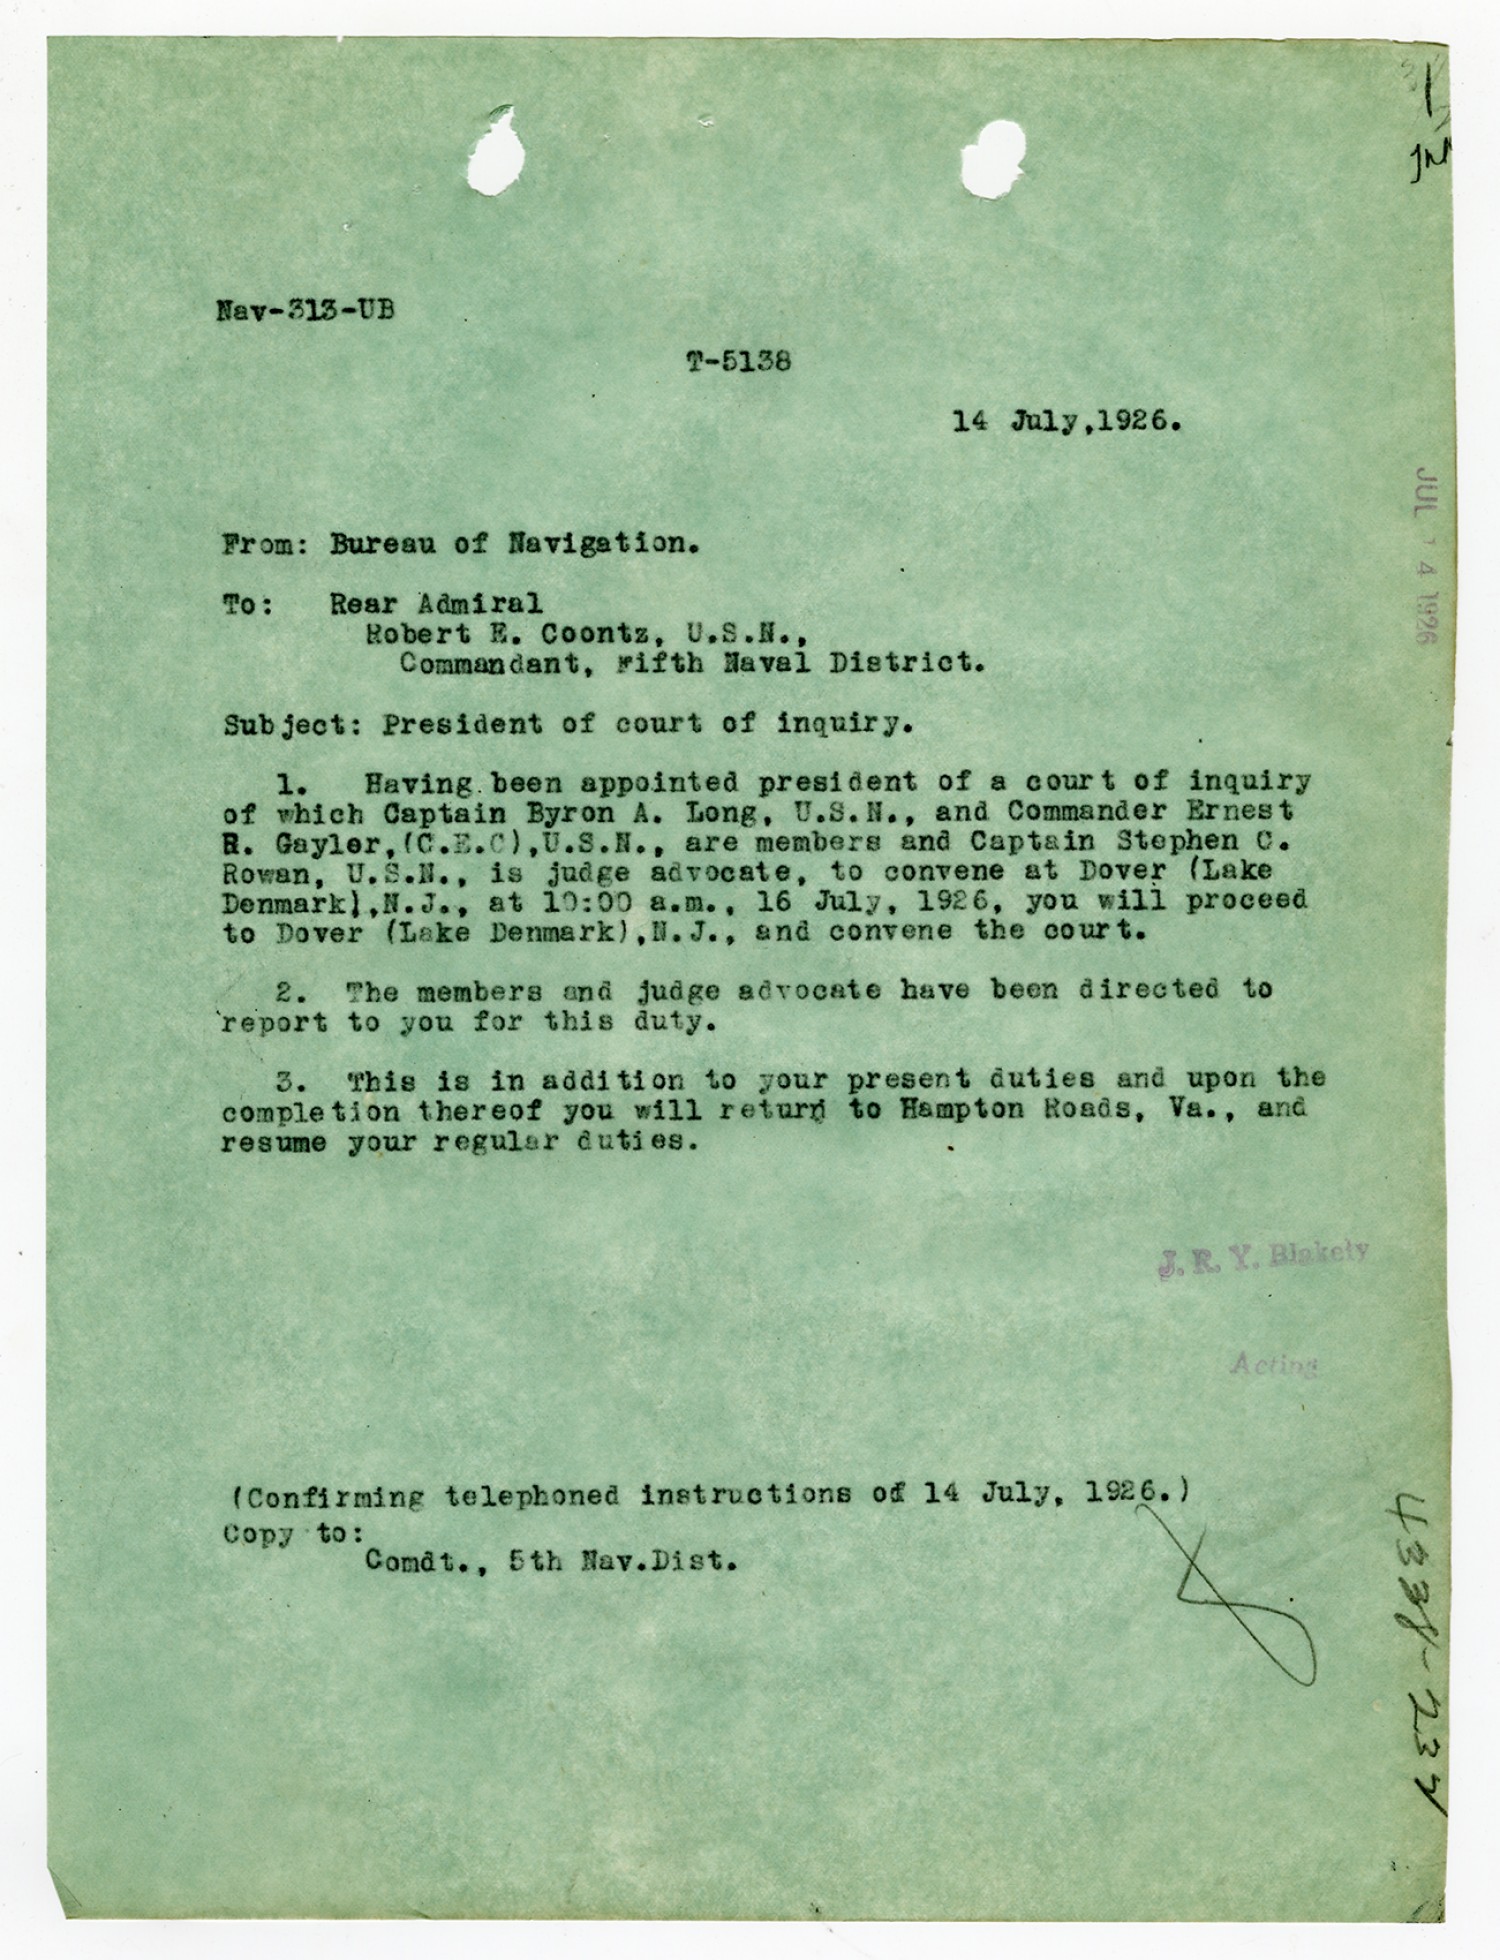 Nav-313-UB
T-5138
14 July,1926.
JUL 14 1926
From: Bureau of Navigation.
To: Rear Admiral
Robert E. Coontz, U.S.N.,
Commandant, Fifth Naval District.
Subject: President of court of inquiry.
1. Having been appointed president of a court of inquiry
of which Captain Byron A. Long, U.S.N., and Commander Ernest
R. Gayler,(C.E.C),U.S.N., are members and Captain Stephen C.
Rowan, U.S.N., is judge advocate, to convene at Dover (Lake
Denmark),N.J., at 10:00 a.m., 16 July, 1926, you will proceed
to Dover (Lake Denmark),N.J., and convene the court.
2. The members and judge advocate have been directed to
report to you for this duty.
3. This is in addition to your present duties and upon the
completion thereof you will return to Hampton Roads, Va., and
resume your regular duties.
J. R. Y. Blakely
Acting
(Confirming telephoned instructions of 14 July, 1926.)
Copy to:
Comdt., 5th Nav.Dist.